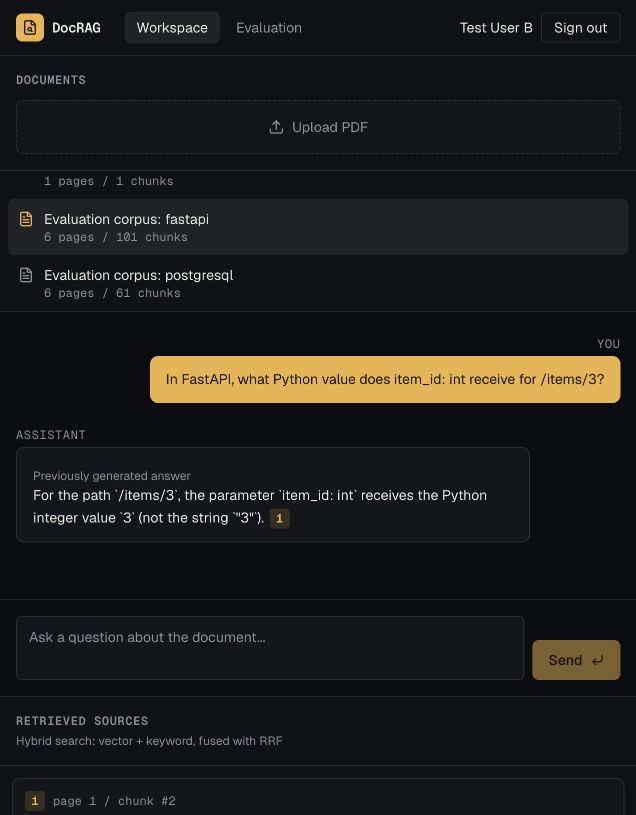 DocRAG Workspace Evaluation Test User B Sign out
DOCUMENTS
Upload PDF
1 pages / 1 chunks
Evaluation corpus: fastapi
6 pages / 101 chunks
Evaluation corpus: postgresql
6 pages / 61 chunks
YOU
In FastAPI, what Python value does item_id: int receive for /items/3?
ASSISTANT
Previously generated answer
For the path `/items/3`, the parameter `item_id: int` receives the Python
integer value `3` (not the string `"3"`). 1
Ask a question about the document...
Send
RETRIEVED SOURCES
Hybrid search: vector + keyword, fused with RRF
1 page 1 / chunk #2